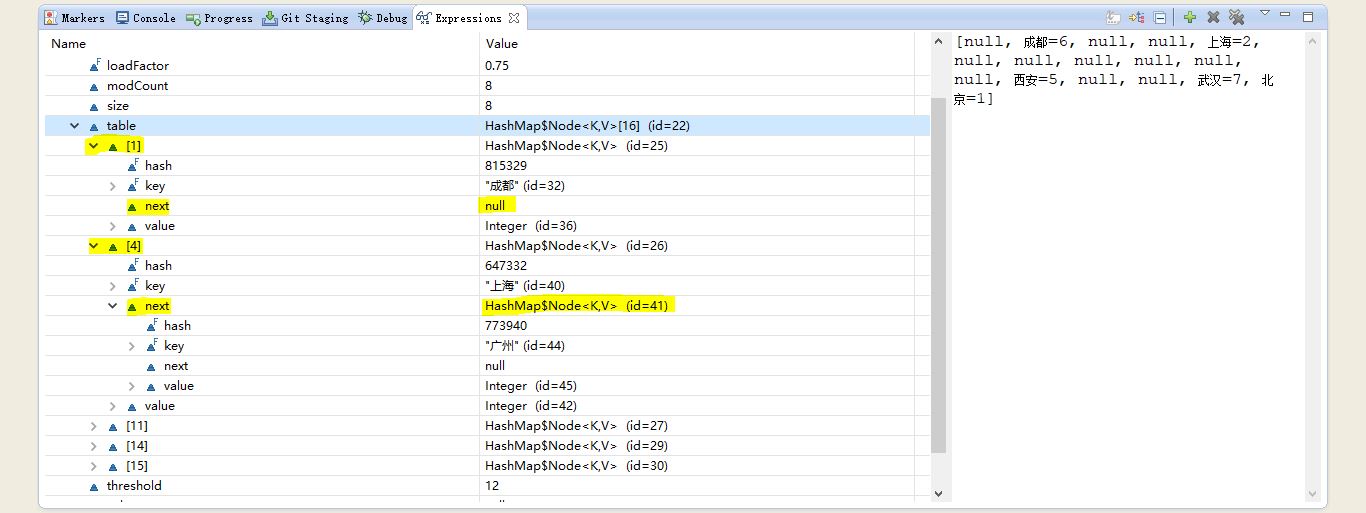 Markers Console Progress Git Staging Debug Expressions
Name Value
loadFactor 0.75
modCount 8
size 8
table HashMap$Node<K,V>[16] (id=22)
[1] HashMap$Node<K,V> (id=25)
hash 815329
key "成都" (id=32)
next null
value Integer (id=36)
[4] HashMap$Node<K,V> (id=26)
hash 647332
key "上海" (id=40)
next HashMap$Node<K,V> (id=41)
hash 773940
key "广州" (id=44)
next null
value Integer (id=45)
value Integer (id=42)
[11] HashMap$Node<K,V> (id=27)
[14] HashMap$Node<K,V> (id=29)
[15] HashMap$Node<K,V> (id=30)
threshold 12
[null, 成都=6, null, null, 上海=2,
null, null, null, null, null,
null, 西安=5, null, null, 武汉=7, 北
京=1]